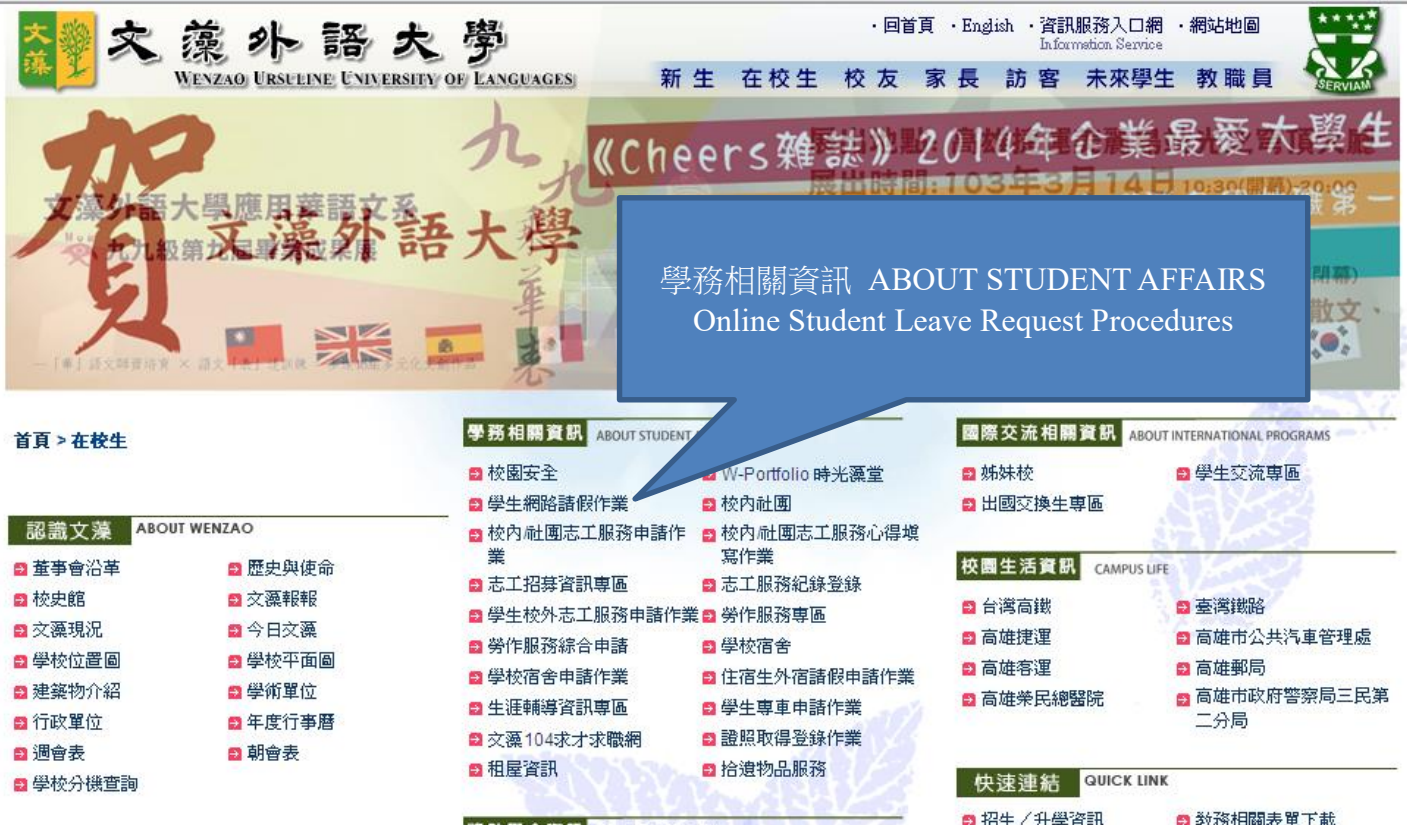 文藻
文藻外語大學
WENZAO URSULINE UNIVERSITY OF LANGUAGES
・回首頁 ・English ・資訊服務入口網 ・網站地圖
Information Service
SERVIAM
新生 在校生 校友 家長 訪客 未來學生 教職員
《Cheers雜誌》2014年企業最愛大學生
展出時間:103年3月14日10:30(開幕)-20:00
賀
文藻外語大學應用華語文系
文藻外語大學
九九級第九屆畢業成果展
學務相關資訊 ABOUT STUDENT AFFAIRS
Online Student Leave Request Procedures
首頁 > 在校生
認識文藻 ABOUT WENZAO
董事會沿革 歷史與使命
校史館 文藻報報
文藻現況 今日文藻
學校位置圖 學校平面圖
建築物介紹 學術單位
行政單位 年度行事曆
週會表 朝會表
學校分機查詢
學務相關資訊 ABOUT STUDENT
校園安全 W-Portfolio 時光藻堂
學生網路請假作業 校內社團
校內/社團志工服務申請作業 校內/社團志工服務心得填寫作業
志工招募資訊專區 志工服務紀錄登錄
學生校外志工服務申請作業 勞作服務專區
勞作服務綜合申請 學校宿舍
學校宿舍申請作業 住宿生外宿請假申請作業
生涯輔導資訊專區 學生專車申請作業
文藻104求才求職網 證照取得登錄作業
租屋資訊 拾遺物品服務
國際交流相關資訊 ABOUT INTERNATIONAL PROGRAMS
姊妹校 學生交流專區
出國交換生專區
校園生活資訊 CAMPUS LIFE
台灣高鐵 臺灣鐵路
高雄捷運 高雄市公共汽車管理處
高雄客運 高雄郵局
高雄榮民總醫院 高雄市政府警察局三民第二分局
快速連結 QUICK LINK
招生／升學資訊 教務相關表單下載